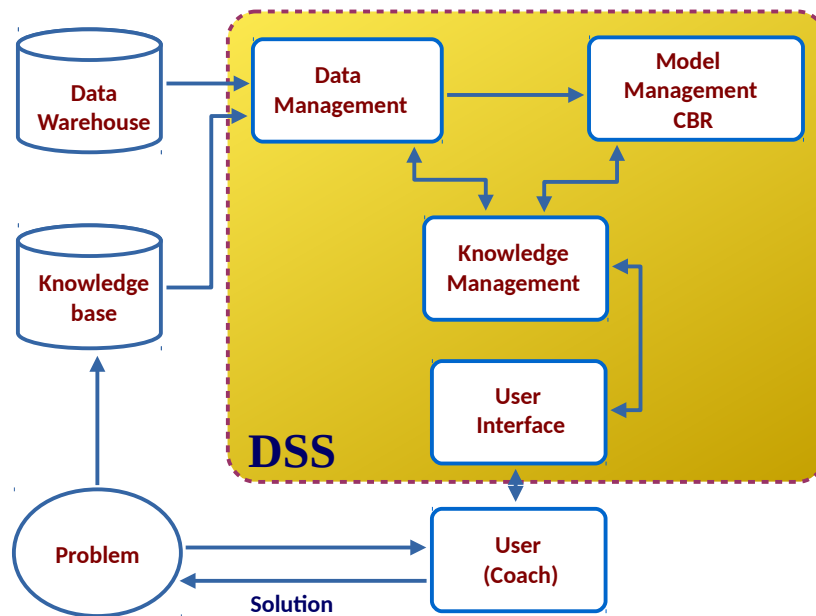 Data
Warehouse
Data
Management
Model
Management
CBR
Knowledge
base
Knowledge
Management
User
Interface
DSS
Problem
User
(Coach)
Solution